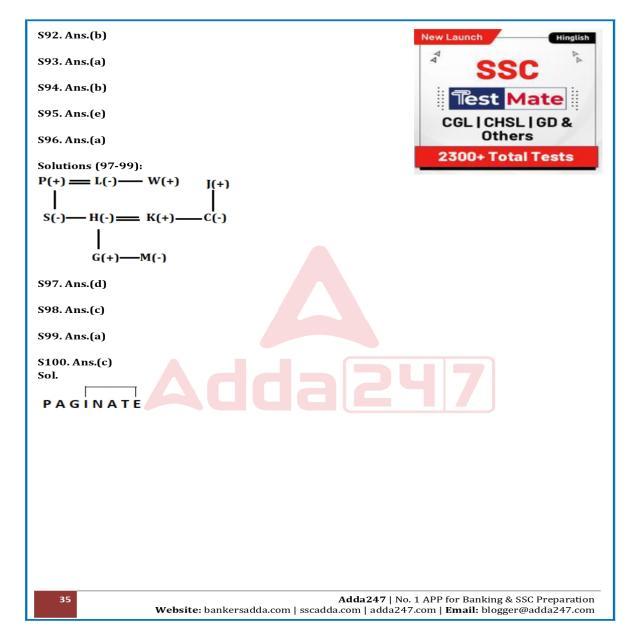 S92. Ans.(b)
S93. Ans.(a)
S94. Ans.(b)
S95. Ans.(e)
S96. Ans.(a)
New Launch
Hinglish
SSC
Test Mate
CGL | CHSL | GD &
Others
2300+ Total Tests
Solutions (97-99):
P(+) L(-) W(+) J(+)
S(-) H(-) K(+) C(-)
G(+) M(-)
S97. Ans.(d)
S98. Ans.(c)
S99. Ans.(a)
S100. Ans.(c)
Sol.
PAGINATE
Adda247
35
Adda247 | No. 1 APP for Banking & SSC Preparation
Website: bankersadda.com | sscadda.com | adda247.com | Email: blogger@adda247.com